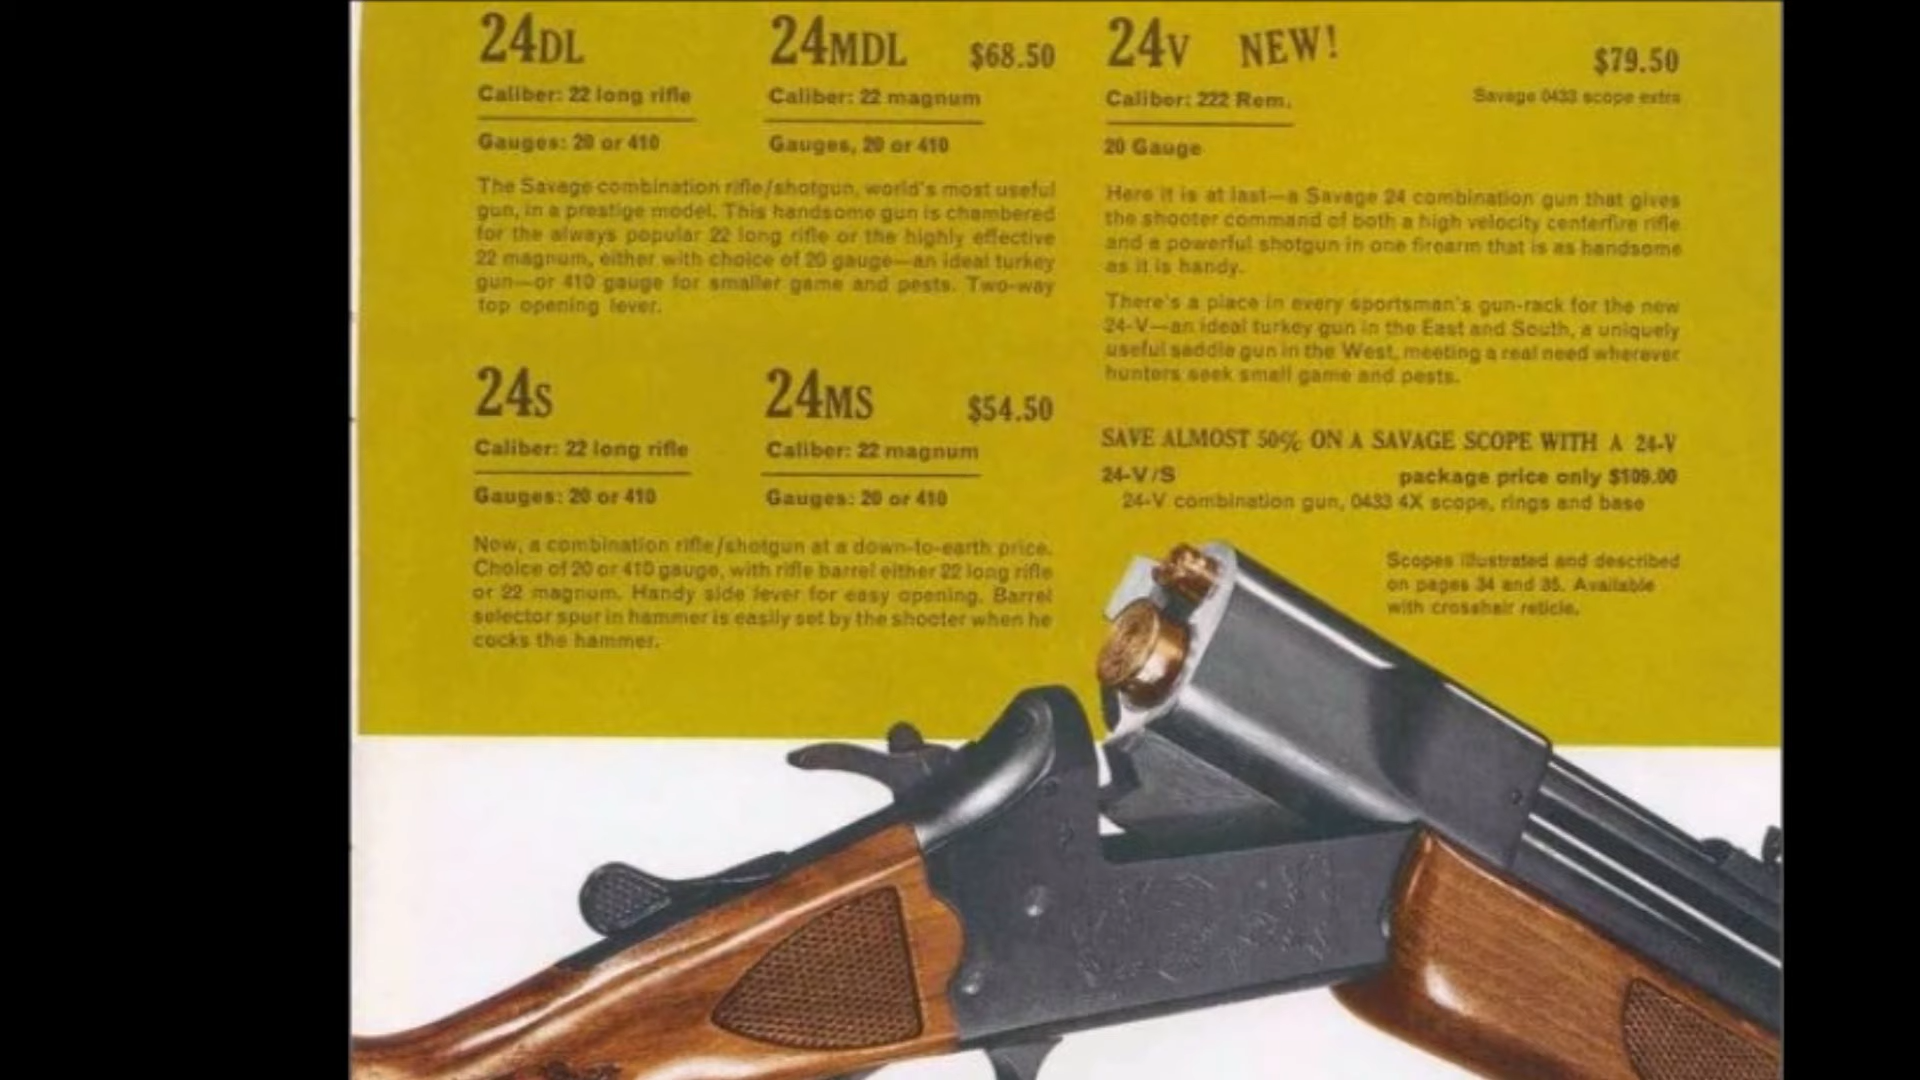 24DL
Caliber: 22 long rifle
Gauges: 20 or 410
24MDL $68.50
Caliber: 22 magnum
Gauges, 20 or 410
The Savage combination rifle/shotgun, world's most useful
gun, in a prestige model. This handsome gun is chambered
for the always popular 22 long rifle or the highly effective
22 magnum, either with choice of 20 gauge—an ideal turkey
gun—or 410 gauge for smaller game and pests. Two-way
top opening lever.
24S
Caliber: 22 long rifle
Gauges: 20 or 410
24MS $54.50
Caliber: 22 magnum
Gauges: 20 or 410
Now, a combination rifle/shotgun at a down-to-earth price.
Choice of 20 or 410 gauge, with rifle barrel either 22 long rifle
or 22 magnum. Handy side lever for easy opening. Barrel
selector spur in hammer is easily set by the shooter when he
cocks the hammer.
24V NEW! $79.50
Caliber: 222 Rem. Savage 0433 scope extra
20 Gauge
Here it is at last—a Savage 24 combination gun that gives
the shooter command of both a high velocity centerfire rifle
and a powerful shotgun in one firearm that is as handsome
as it is handy.
There's a place in every sportsman's gun-rack for the new
24-V—an ideal turkey gun in the East and South, a uniquely
useful saddle gun in the West, meeting a real need wherever
hunters seek small game and pests.
SAVE ALMOST 50% ON A SAVAGE SCOPE WITH A 24-V
24-V/S package price only $109.00
24-V combination gun, 0433 4X scope, rings and base
Scopes illustrated and described
on pages 34 and 35. Available
with crosshair reticle.